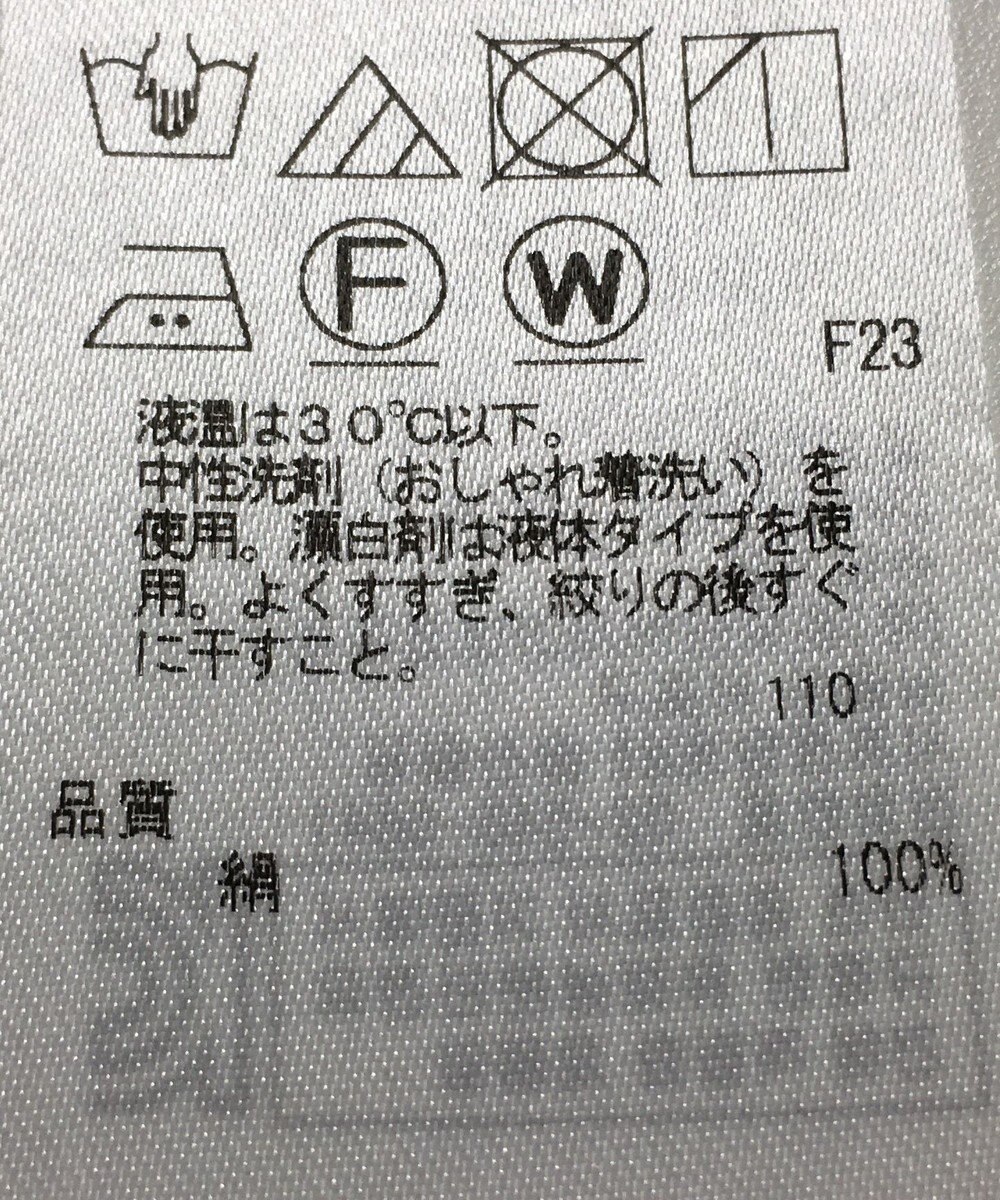 F
W
F23
液温は３０℃以下。
中性洗剤（おしゃれ着洗い）を
使用。漂白剤は液体タイプを使
用。よくすすぎ、絞りの後すぐ
に干すこと。
110
品質
綿 100%